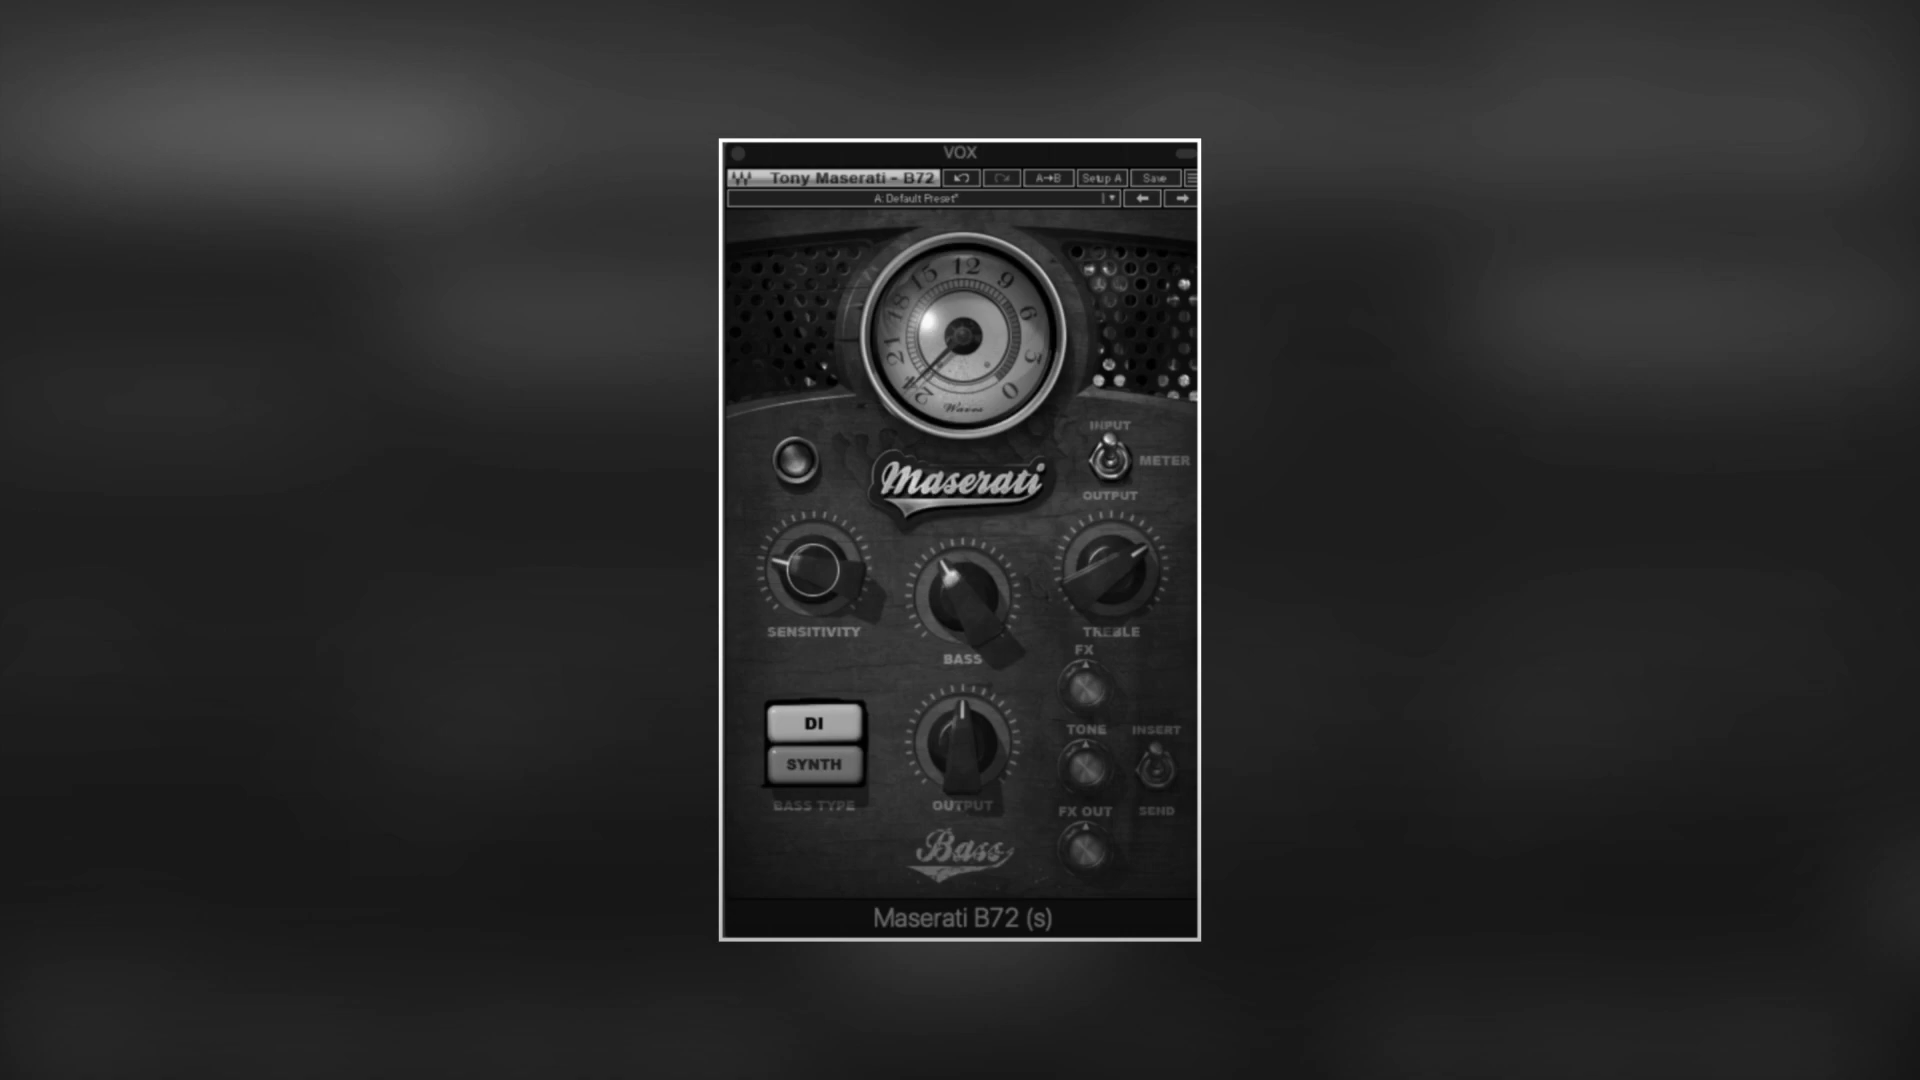 VOX
Tony Maserati - B72
A→B
Setup A
Save
A: Default Preset*
12
15
9
18
6
21
3
24
0
Waves
INPUT
METER
OUTPUT
Maserati
SENSITIVITY
BASS
TREBLE
FX
DI
SYNTH
BASS TYPE
OUTPUT
TONE
INSERT
FX OUT
SEND
Bass
Maserati B72 (s)